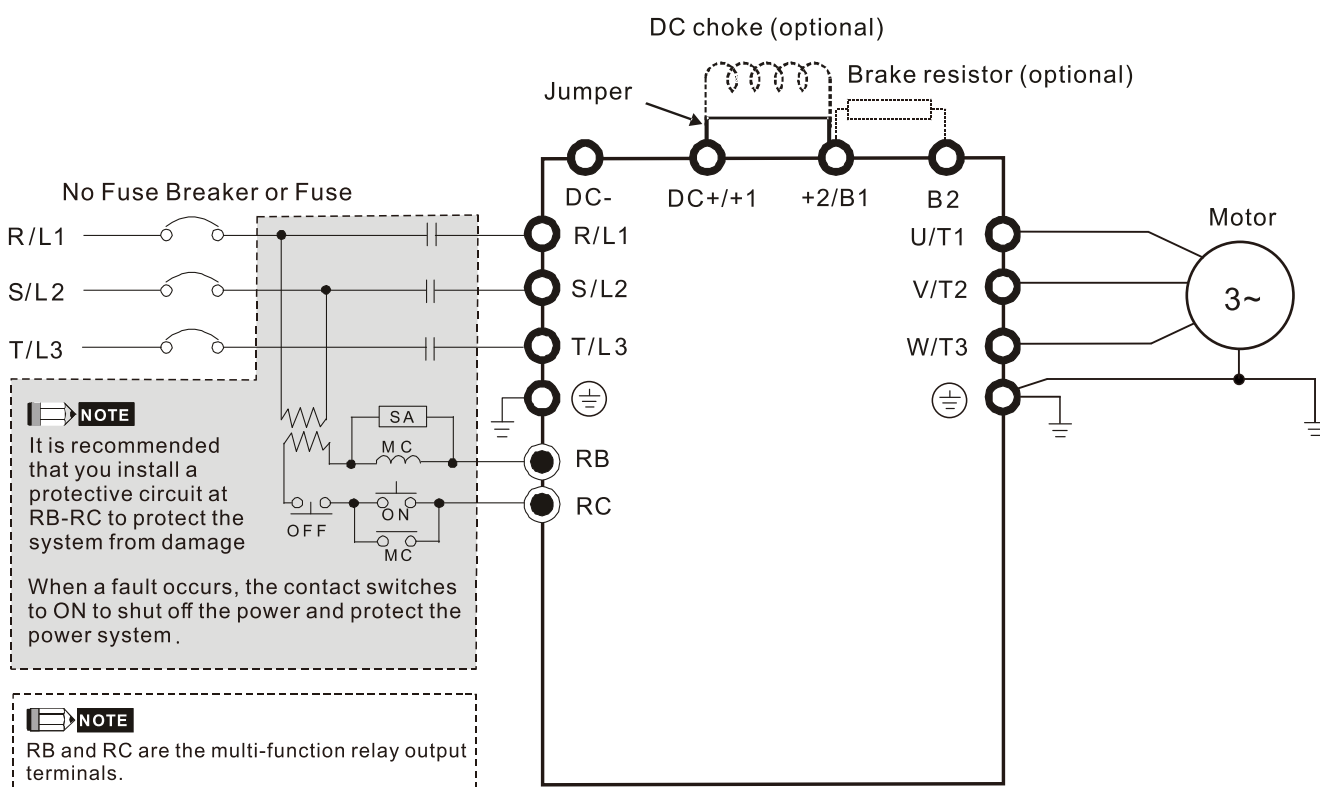 DC choke (optional)
Brake resistor (optional)
Jumper
No Fuse Breaker or Fuse
DC-
DC+/+1
+2/B1
B2
R/L1
R/L1
U/T1
Motor
S/L2
S/L2
V/T2
3~
T/L3
T/L3
W/T3
NOTE
It is recommended
that you install a
protective circuit at
RB-RC to protect the
system from damage
SA
MC
RB
OFF
ON
RC
MC
When a fault occurs, the contact switches
to ON to shut off the power and protect the
power system.
NOTE
RB and RC are the multi-function relay output
terminals.